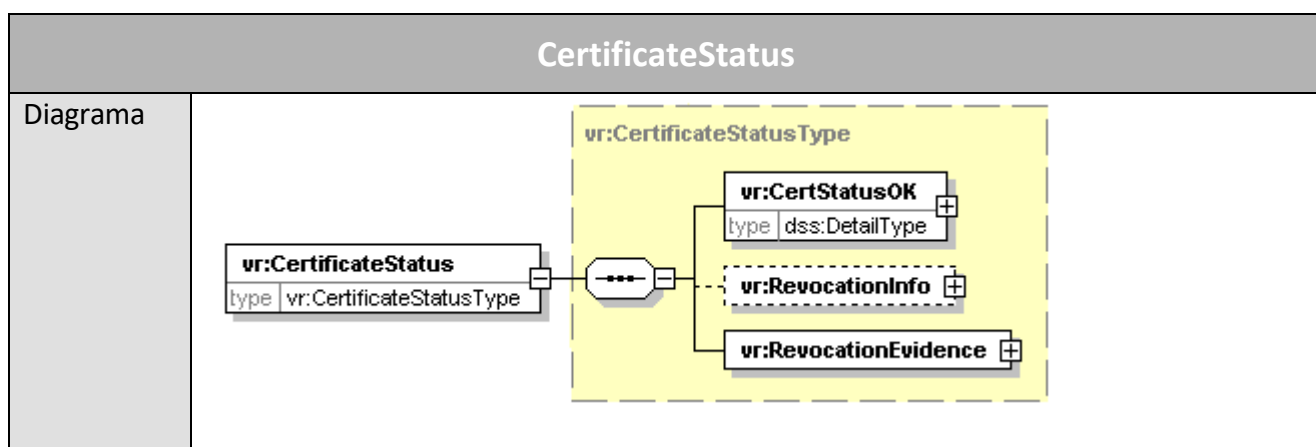 CertificateStatus
Diagrama
vr:CertificateStatusType
vr:CertStatusOK
type dss:DetailType
vr:CertificateStatus
type vr:CertificateStatusType
vr:RevocationInfo
vr:RevocationEvidence